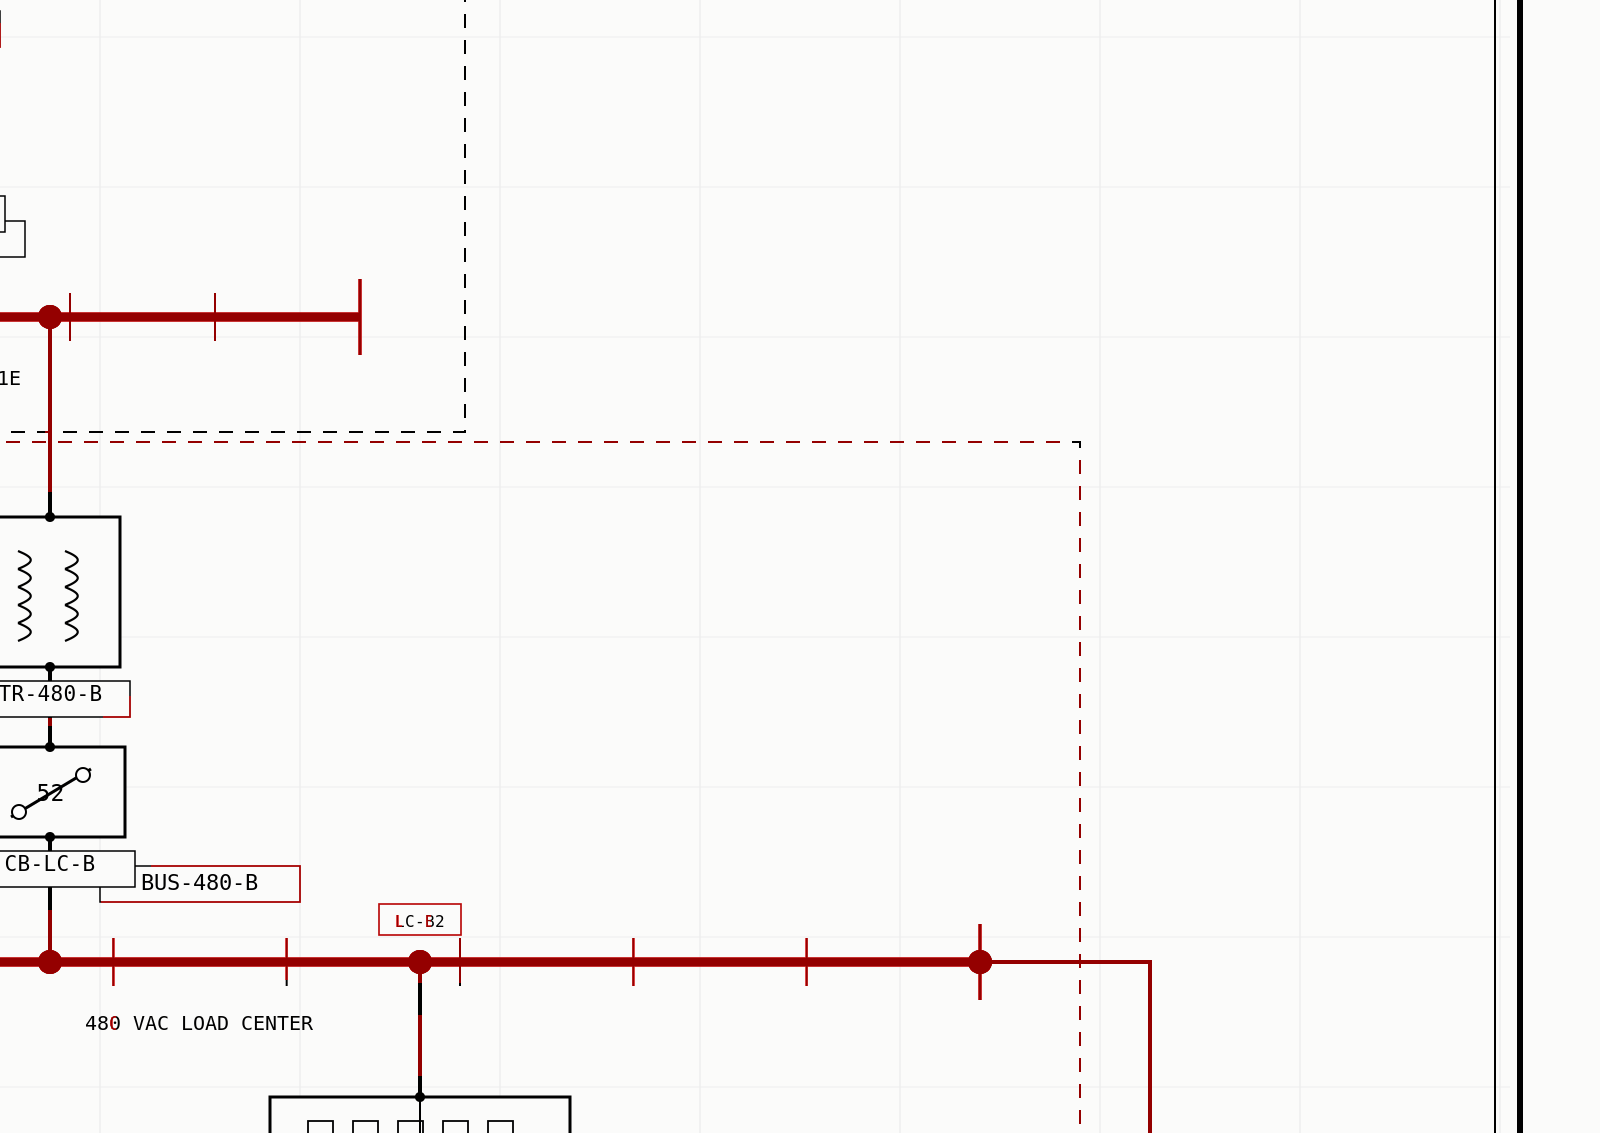 1E
TR-480-B
52
CB-LC-B
BUS-480-B
LC-B2
480 VAC LOAD CENTER